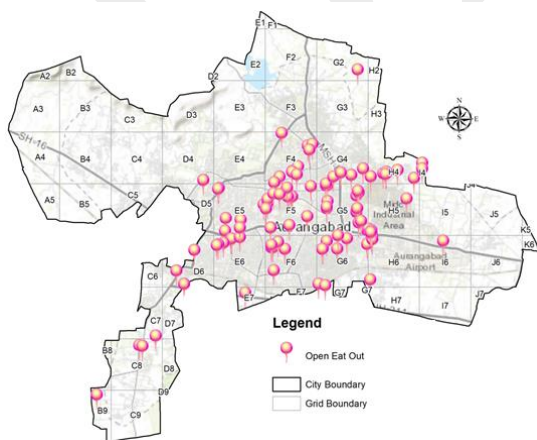 E1
F1
A2 B2 D2 E2 F2 G2 H2
A3 B3 C3 D3 E3 F3 G3 H3
N
W E
S
SH-16
MSH
A4 B4 C4 D4 E4 F4 G4 H4 I4
A5 B5 C5 D5 E5 F5 G5 H5 I5 J5 K5
Industrial
Area
Aurangabad
C6 D6 E6 F6 G6 H6 I6 J6 K6
Aurangabad
Airport
C7 D7 E7 F7 G7 G7 H7 I7 J7
B8 C8 D8
B9 C9 D9
Legend
Open Eat Out
City Boundary
Grid Boundary